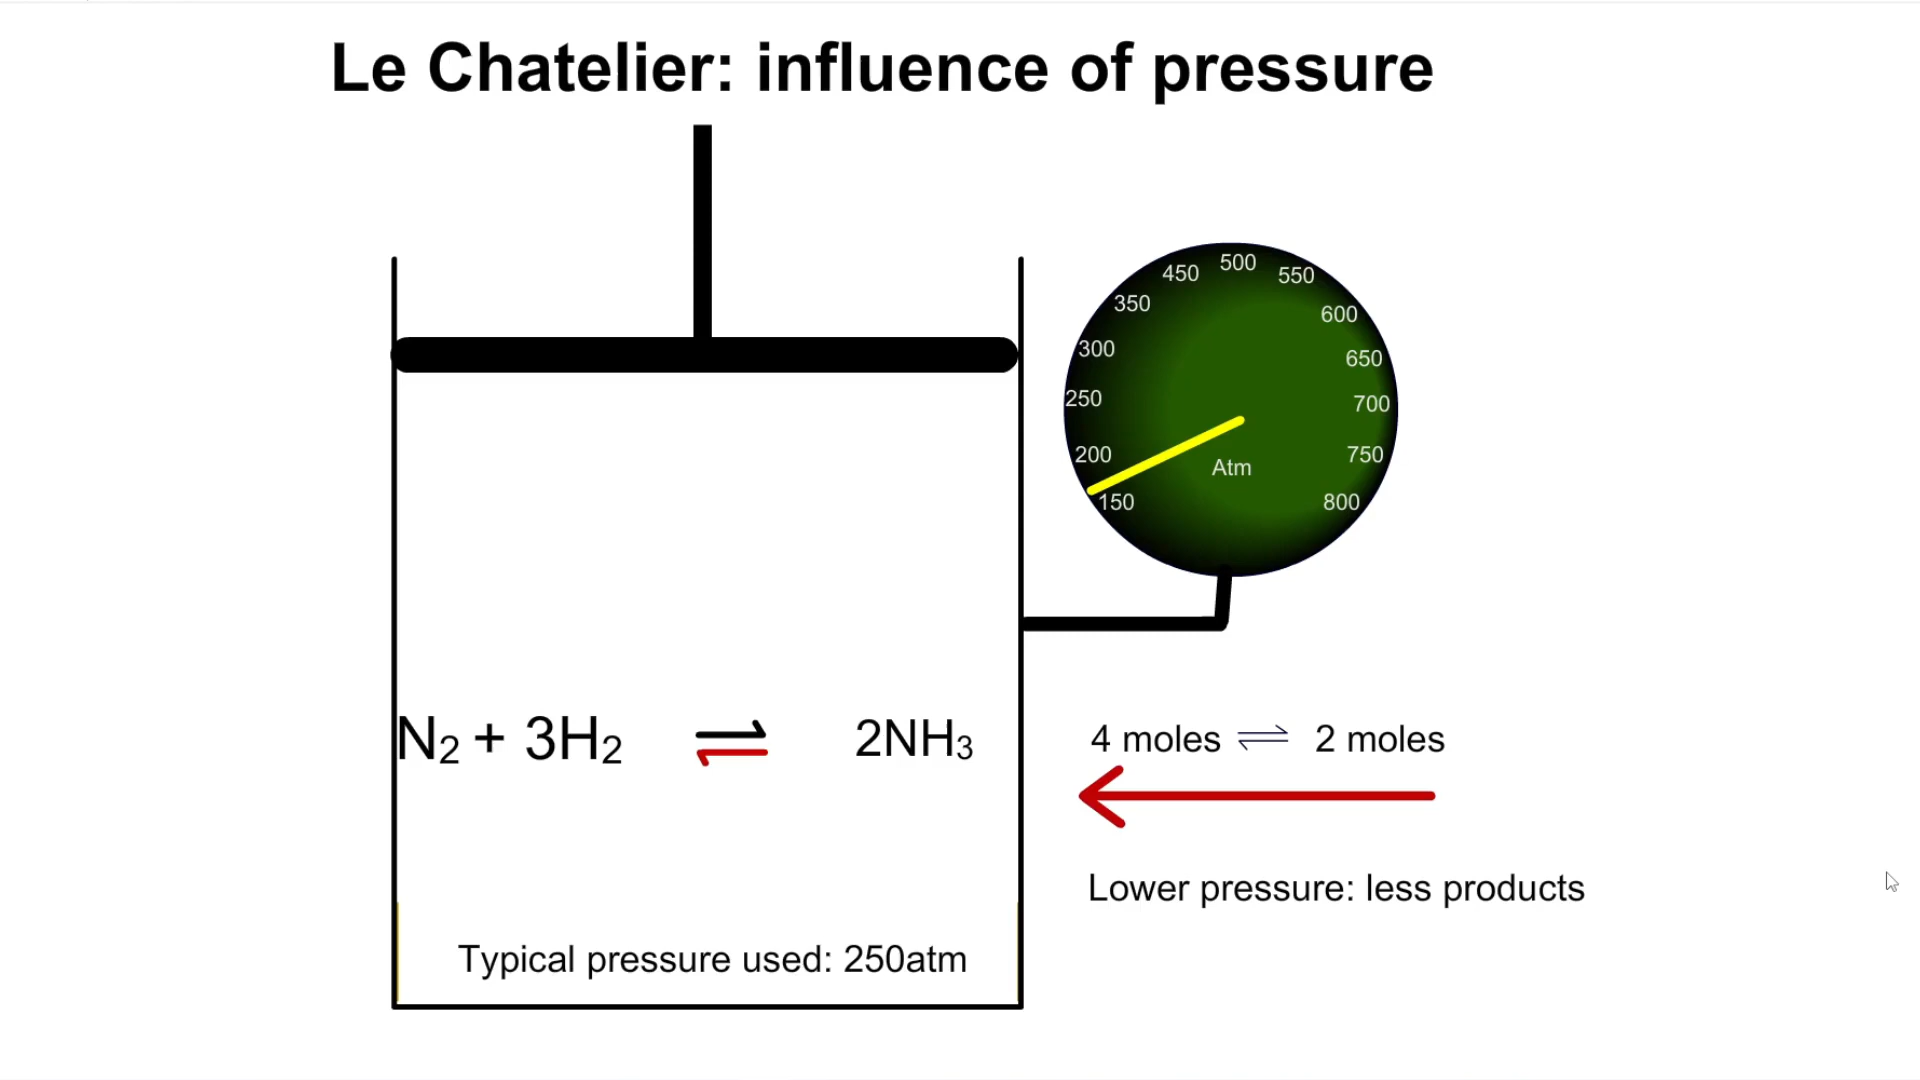 Le Chatelier: influence of pressure
450 500 550
350 600
300 650
250 700
200 750
Atm
150 800
N₂ + 3H₂ ⇌ 2NH₃
4 moles ⇌ 2 moles
Lower pressure: less products
Typical pressure used: 250atm